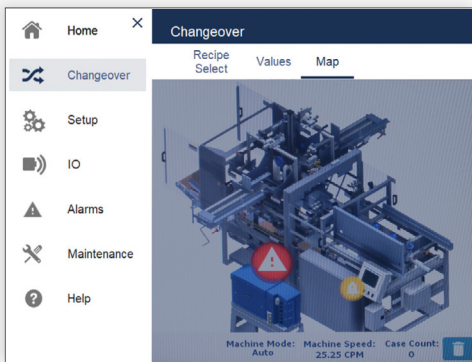 Home
Changeover
Setup
IO
Alarms
Maintenance
Help
Changeover
Recipe
Select
Values
Map
Machine Mode:
Auto
Machine Speed:
25.25 CPM
Case Count:
0